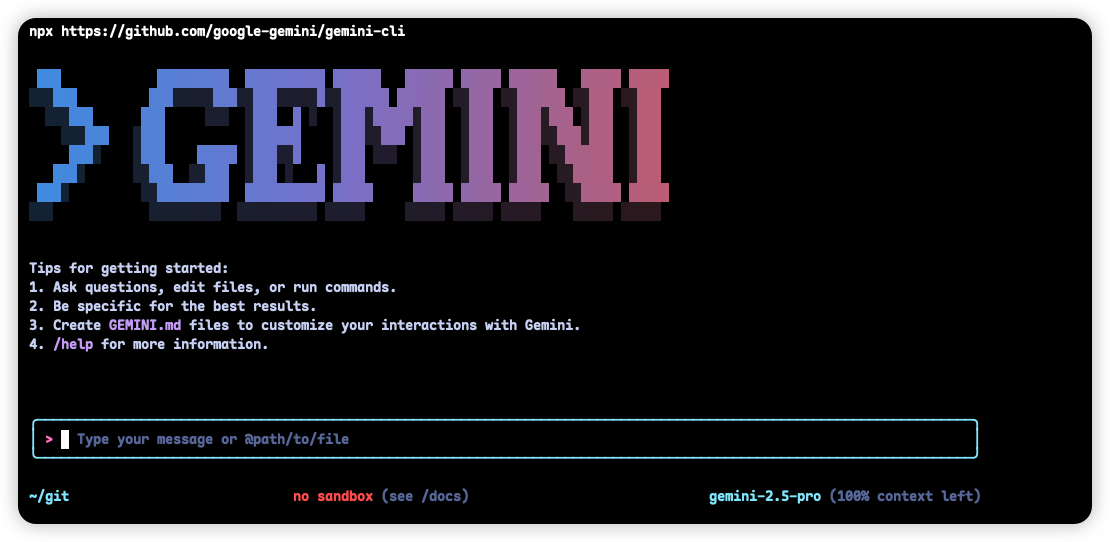 npx https://github.com/google-gemini/gemini-cli
GEMINI
Tips for getting started:
1. Ask questions, edit files, or run commands.
2. Be specific for the best results.
3. Create GEMINI.md files to customize your interactions with Gemini.
4. /help for more information.
> Type your message or @path/to/file
~/git no sandbox (see /docs) gemini-2.5-pro (100% context left)